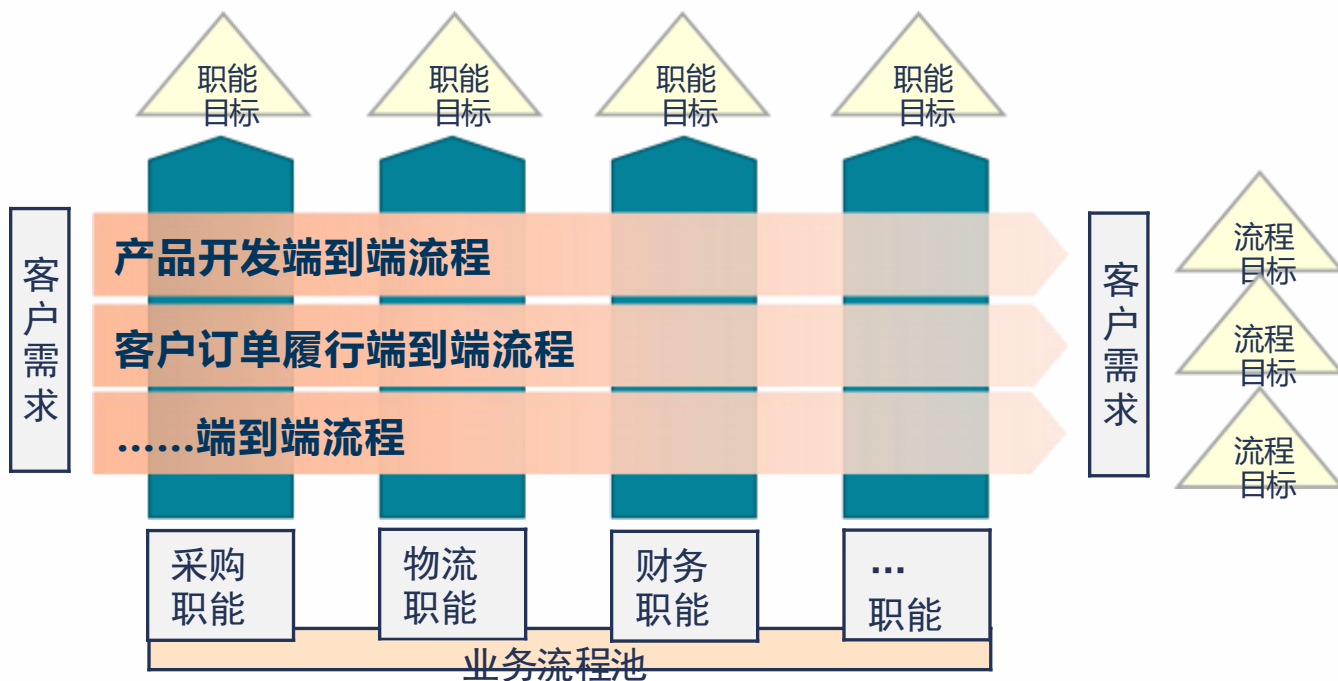 职能
目标
职能
目标
职能
目标
职能
目标
客
户
需
求
产品开发端到端流程
客户订单履行端到端流程
......端到端流程
客
户
需
求
流程
目标
流程
目标
流程
目标
采购
职能
物流
职能
财务
职能
...
职能
业务流程池